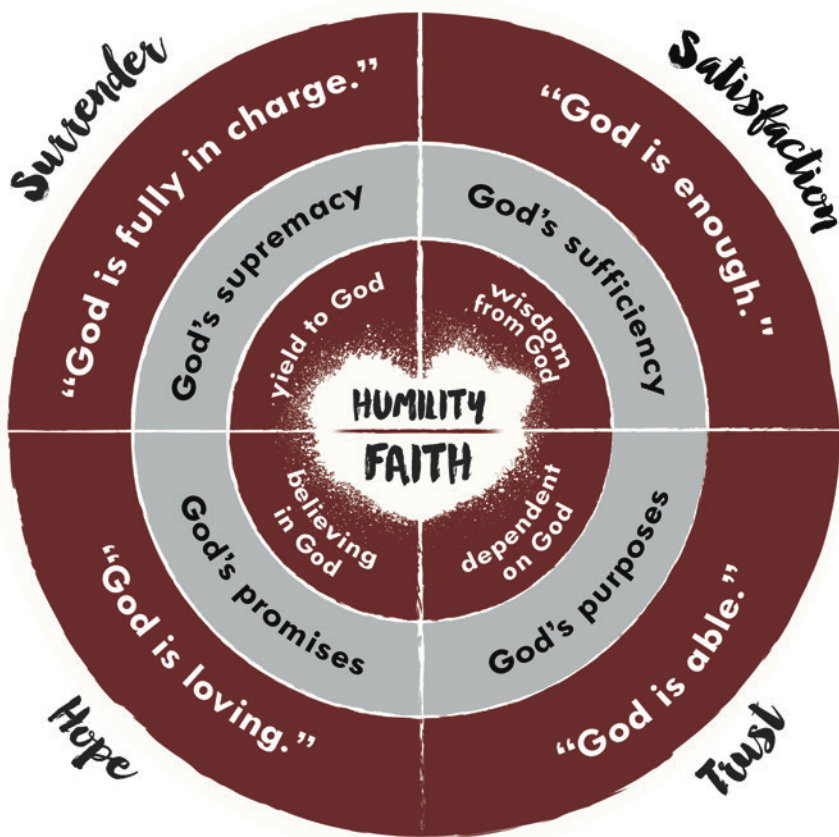 Surrender
“God is fully in charge.”
God’s supremacy
yield to God
Satisfaction
“God is enough.”
God’s sufficiency
wisdom
from God
HUMILITY
FAITH
believing
in God
God’s promises
“God is loving.”
Hope
dependent
on God
God’s purposes
“God is able.”
Trust